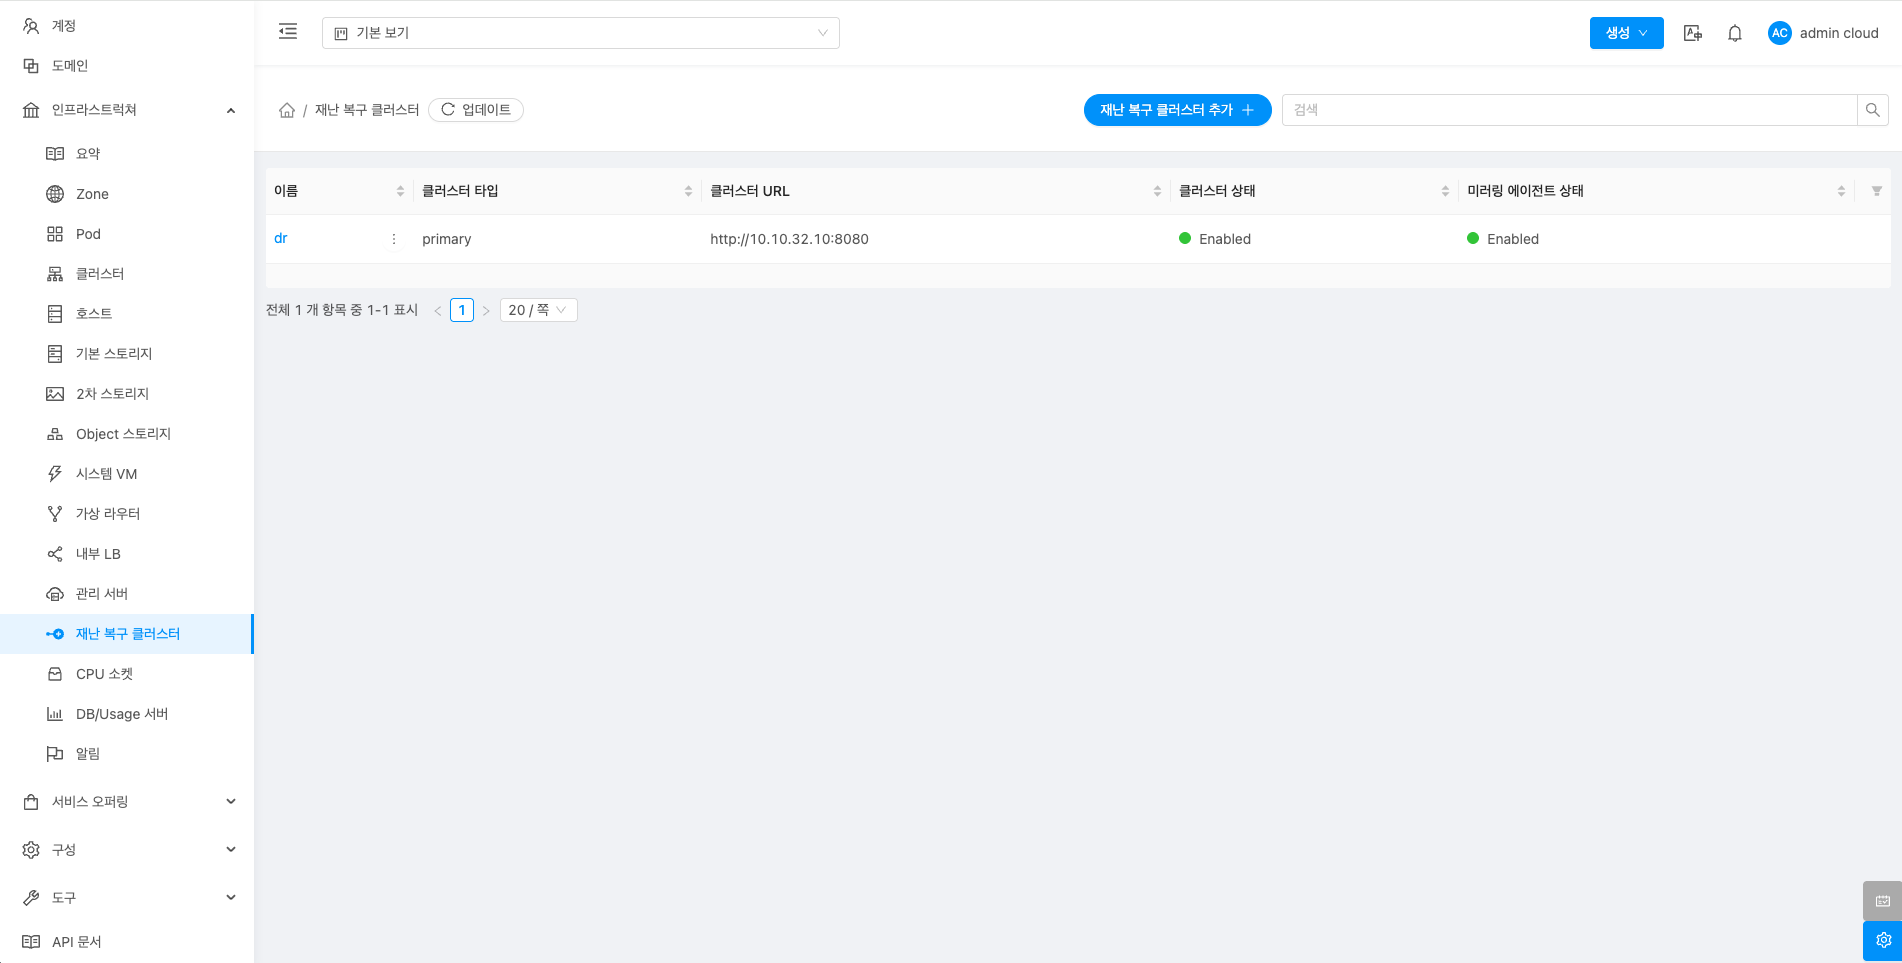 계정
도메인
인프라스트럭쳐
요약
Zone
Pod
클러스터
호스트
기본 스토리지
2차 스토리지
Object 스토리지
시스템 VM
가상 라우터
내부 LB
관리 서버
재난 복구 클러스터
CPU 소켓
DB/Usage 서버
알림
서비스 오퍼링
구성
도구
API 문서
기본 보기
생성
AC admin cloud
/ 재난 복구 클러스터 업데이트
재난 복구 클러스터 추가
검색
이름 클러스터 타입 클러스터 URL 클러스터 상태 미러링 에이전트 상태
dr primary http://10.10.32.10:8080 Enabled Enabled
전체 1 개 항목 중 1-1 표시 < 1 > 20 / 쪽